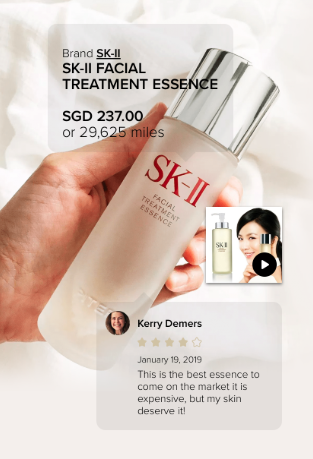 Brand SK-II
SK-II FACIAL
TREATMENT ESSENCE
SGD 237.00
or 29,625 miles
SK-II
FACIAL
TREATMENT
ESSENCE
SK-II
Kerry Demers
January 19, 2019
This is the best essence to
come on the market it is
expensive, but my skin
deserve it!